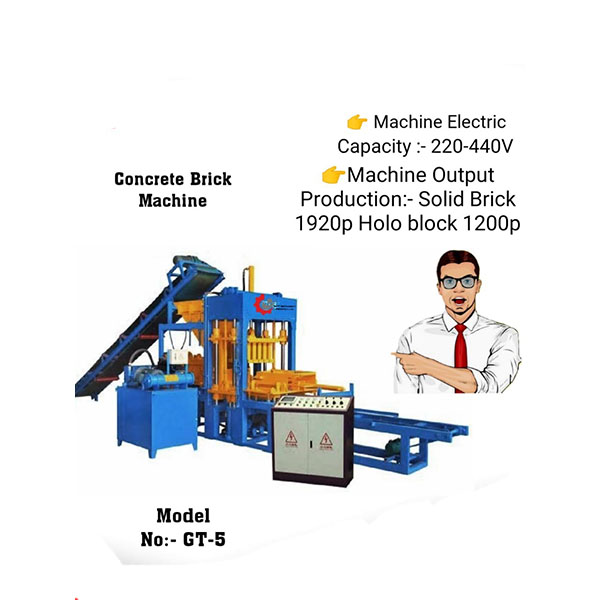 👉 Machine Electric
Capacity :- 220-440V
👉Machine Output
Production:- Solid Brick
1920p Holo block 1200p
Concrete Brick
Machine
Model
No:- GT-5